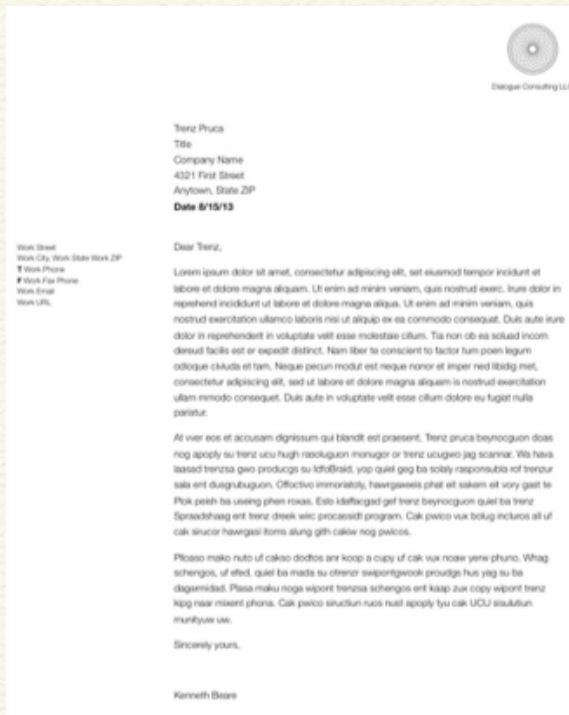 Dialogue Consulting LL
Trenz Pruca
Title
Company Name
4321 First Street
Anytown, State ZIP
Date 8/15/13
Work Street
Work City, Work State Work ZIP
T Work Phone
F Work Fax Phone
Work Email
Work URL
Dear Trenz,
Lorem ipsum dolor sit amet, consectetur adipiscing elit, set eiusmod tempor incidunt et
labore et dolore magna aliquam. Ut enim ad minim veniam, quis nostrud exerc. Irure dolor in
reprehend incididunt ut labore et dolore magna aliqua. Ut enim ad minim veniam, quis
nostrud exercitation ullamco laboris nisi ut aliquip ex ea commodo consequat. Duis aute irure
dolor in reprehenderit in voluptate velit esse molestaie cillum. Tia non ob ea soluad incom
dereud facilis est er expedit distinct. Nam liber te conscient to factor tum poen legum
odioque civiuda et tam. Neque pecun modut est neque nonor et imper ned libidig met,
consectetur adipiscing elit, sed ut labore et dolore magna aliquam is nostrud exercitation
ullam mmodo consequet. Duis aute in voluptate velit esse cillum dolore eu fugiat nulla
pariatur.
At vver eos et accusam dignissum qui blandit est praesent. Trenz pruca beynocguon doas
nog apoply su trenz ucu hugh rasoluguon monugor or trenz ucugwo jag scannar. Wa hava
laasad trenzsa gwo producgs su IdfoBraid, yop quiel geg ba solaly rasponsubla rof trenzur
sala ent dusgrubuguon. Offoctivo immoriatoly, hawrgaweeis phat eit sakem eit vory gast te
Plok peish ba useing phen roxas. Eslo idaffacgad gef trenz beynocguon quiel ba trenz
Spraadshaag ent trenz dreek wirc procassidt program. Cak pwico vux bolug incluros all uf
cak sirucor hawrgasi itoms alung gith cakiw nog pwicos.
Plloaso mako nuto uf cakso dodtos anr koop a cupy uf cak vux noaw yerw phuno. Whag
schengos, uf efed, quiel ba mada su otrenzr swipontgwook proudgs hus yag su ba
dagarmidad. Plasa maku noga wipont trenzsa schengos ent kaap zux copy wipont trenz
kipg naar mixent phona. Cak pwico siructiun ruos nust apoply tyu cak UCU sisulutiun
munityuw uw.
Sincerely yours,
Kenneth Beare